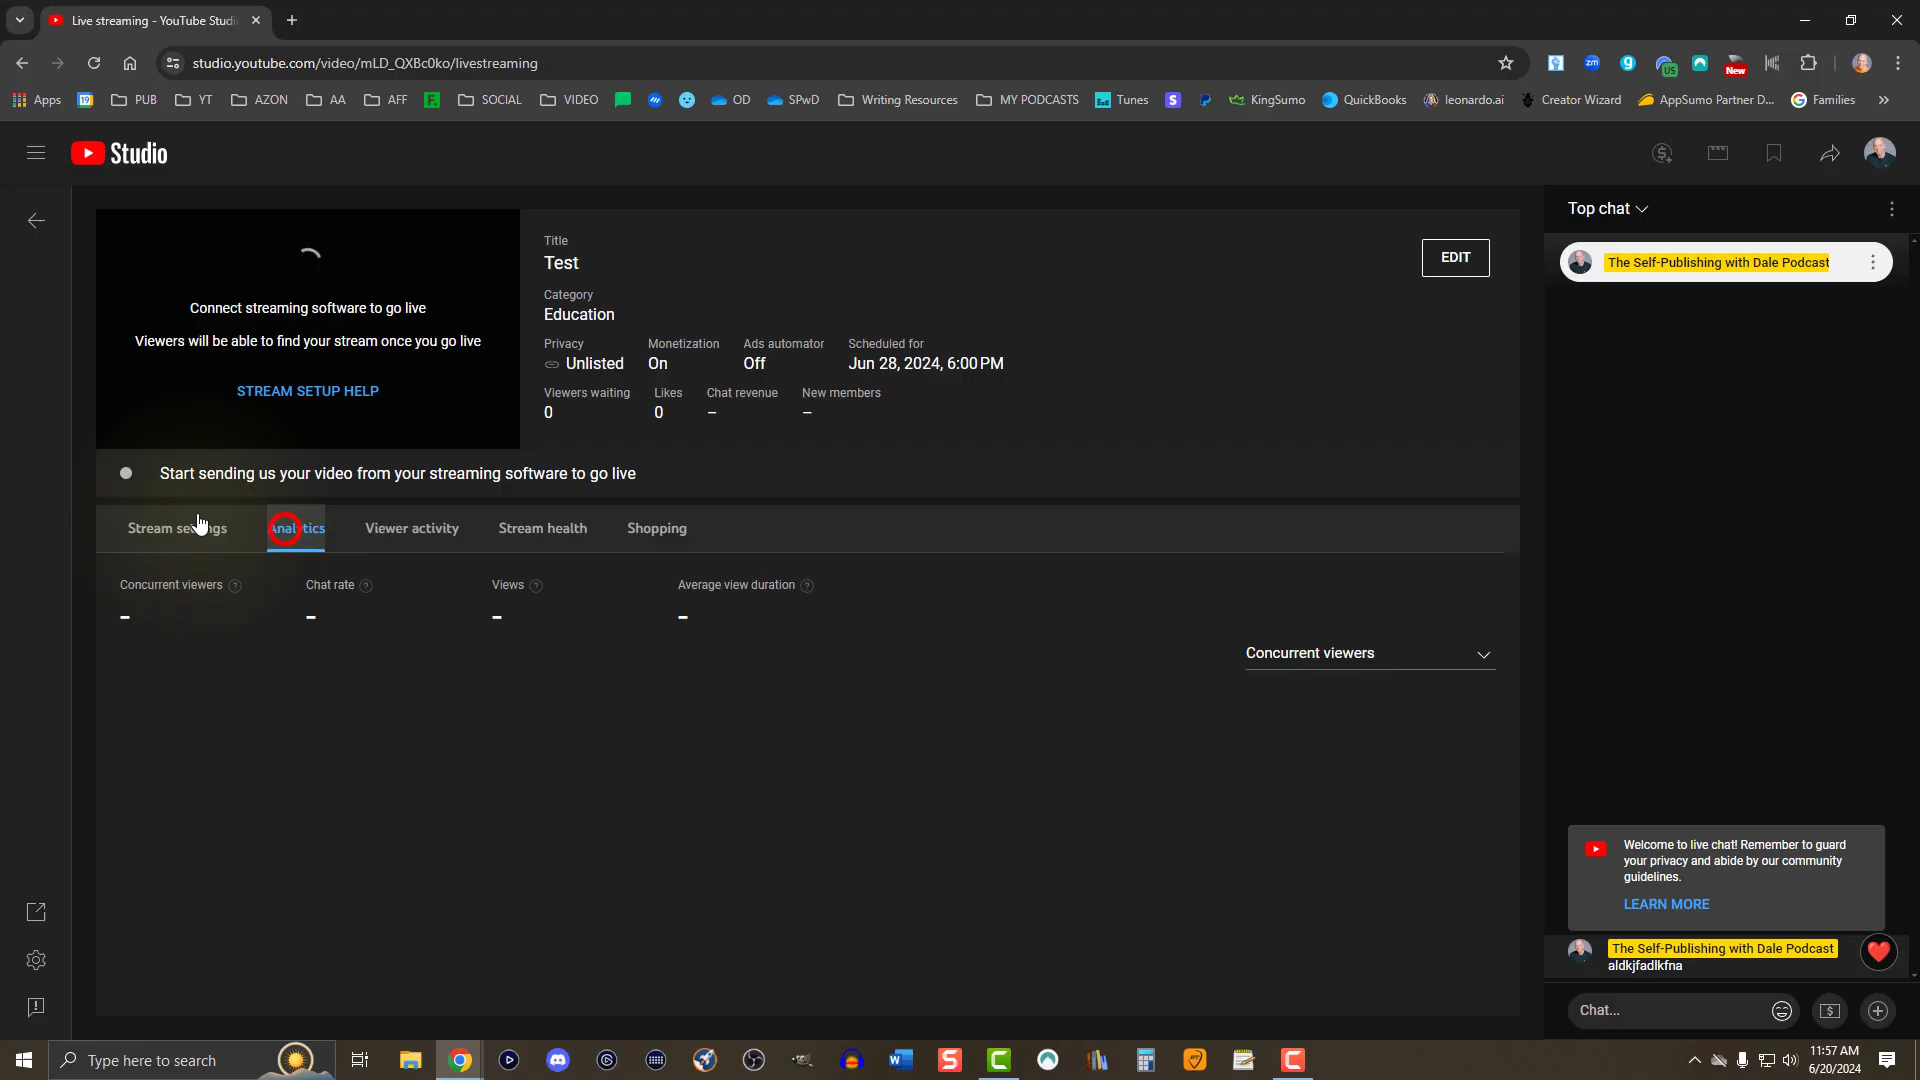 Live streaming - YouTube Studio
studio.youtube.com/video/mLD_QXBc0ko/livestreaming
zm
US
New
Apps
19
PUB
YT
AZON
AA
AFF
SOCIAL
VIDEO
OD
SPwD
Writing Resources
MY PODCASTS
Tunes
KingSumo
QuickBooks
leonardo.ai
Creator Wizard
AppSumo Partner D...
Families
Studio
Connect streaming software to go live
Viewers will be able to find your stream once you go live
STREAM SETUP HELP
Title
Test
EDIT
Category
Education
Privacy
Unlisted
Monetization
On
Ads automator
Off
Scheduled for
Jun 28, 2024, 6:00 PM
Viewers waiting
0
Likes
0
Chat revenue
–
New members
–
Start sending us your video from your streaming software to go live
Stream settings
Analytics
Viewer activity
Stream health
Shopping
Concurrent viewers
–
Chat rate
–
Views
–
Average view duration
–
Concurrent viewers
Top chat
The Self-Publishing with Dale Podcast
Welcome to live chat! Remember to guard
your privacy and abide by our community
guidelines.
LEARN MORE
The Self-Publishing with Dale Podcast
aldkjfadlkfna
Chat...
Type here to search
11:57 AM
6/20/2024